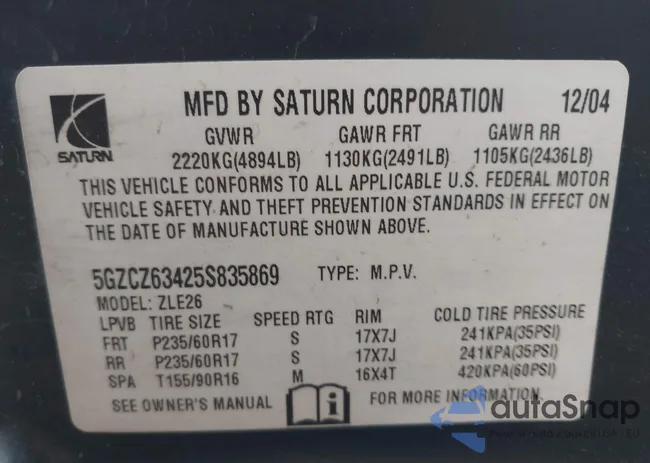 MFD BY SATURN CORPORATION 12/04
SATURN
GVWR GAWR FRT GAWR RR
2220KG(4894LB) 1130KG(2491LB) 1105KG(2436LB)
THIS VEHICLE CONFORMS TO ALL APPLICABLE U.S. FEDERAL MOTOR
VEHICLE SAFETY AND THEFT PREVENTION STANDARDS IN EFFECT ON
THE DATE OF MANUFACTURE SHOWN ABOVE.
5GZCZ63425S835869 TYPE: M.P.V.
MODEL: ZLE26
LPVB TIRE SIZE SPEED RTG RIM COLD TIRE PRESSURE
FRT P235/60R17 S 17X7J 241KPA(35PSI)
RR P235/60R17 S 17X7J 241KPA(35PSI)
SPA T155/90R16 M 16X4T 420KPA(60PSI)
SEE OWNER'S MANUAL i FOR MORE INFORMATION.
autaSnap